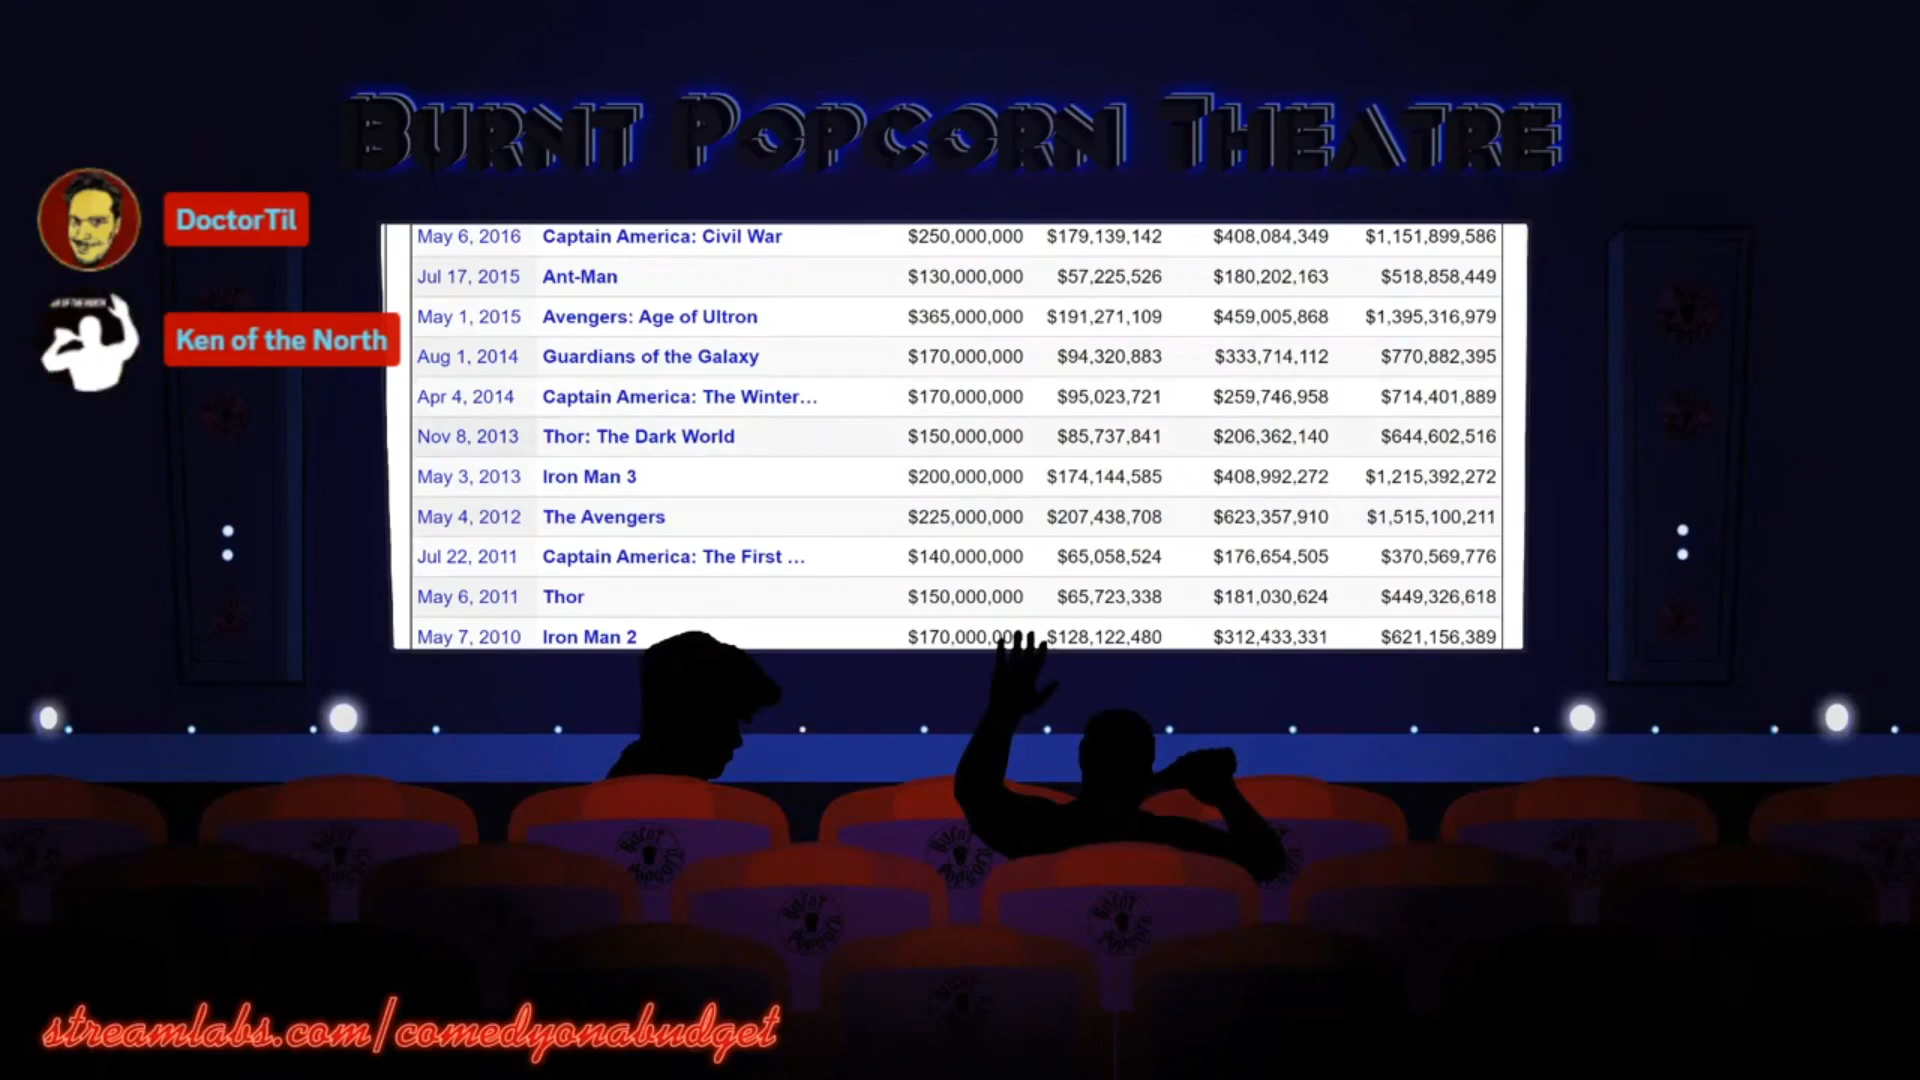 BURNT POPCORN THEATRE
DoctorTil
Ken of the North
May 6, 2016 Captain America: Civil War $250,000,000 $179,139,142 $408,084,349 $1,151,899,586
Jul 17, 2015 Ant-Man $130,000,000 $57,225,526 $180,202,163 $518,858,449
May 1, 2015 Avengers: Age of Ultron $365,000,000 $191,271,109 $459,005,868 $1,395,316,979
Aug 1, 2014 Guardians of the Galaxy $170,000,000 $94,320,883 $333,714,112 $770,882,395
Apr 4, 2014 Captain America: The Winter... $170,000,000 $95,023,721 $259,746,958 $714,401,889
Nov 8, 2013 Thor: The Dark World $150,000,000 $85,737,841 $206,362,140 $644,602,516
May 3, 2013 Iron Man 3 $200,000,000 $174,144,585 $408,992,272 $1,215,392,272
May 4, 2012 The Avengers $225,000,000 $207,438,708 $623,357,910 $1,515,100,211
Jul 22, 2011 Captain America: The First ... $140,000,000 $65,058,524 $176,654,505 $370,569,776
May 6, 2011 Thor $150,000,000 $65,723,338 $181,030,624 $449,326,618
May 7, 2010 Iron Man 2 $170,000,000 $128,122,480 $312,433,331 $621,156,389
BURNT POPCORN
BURNT POPCORN
BURNT POPCORN
BURNT POPCORN
streamlabs.com/comedyonabudget